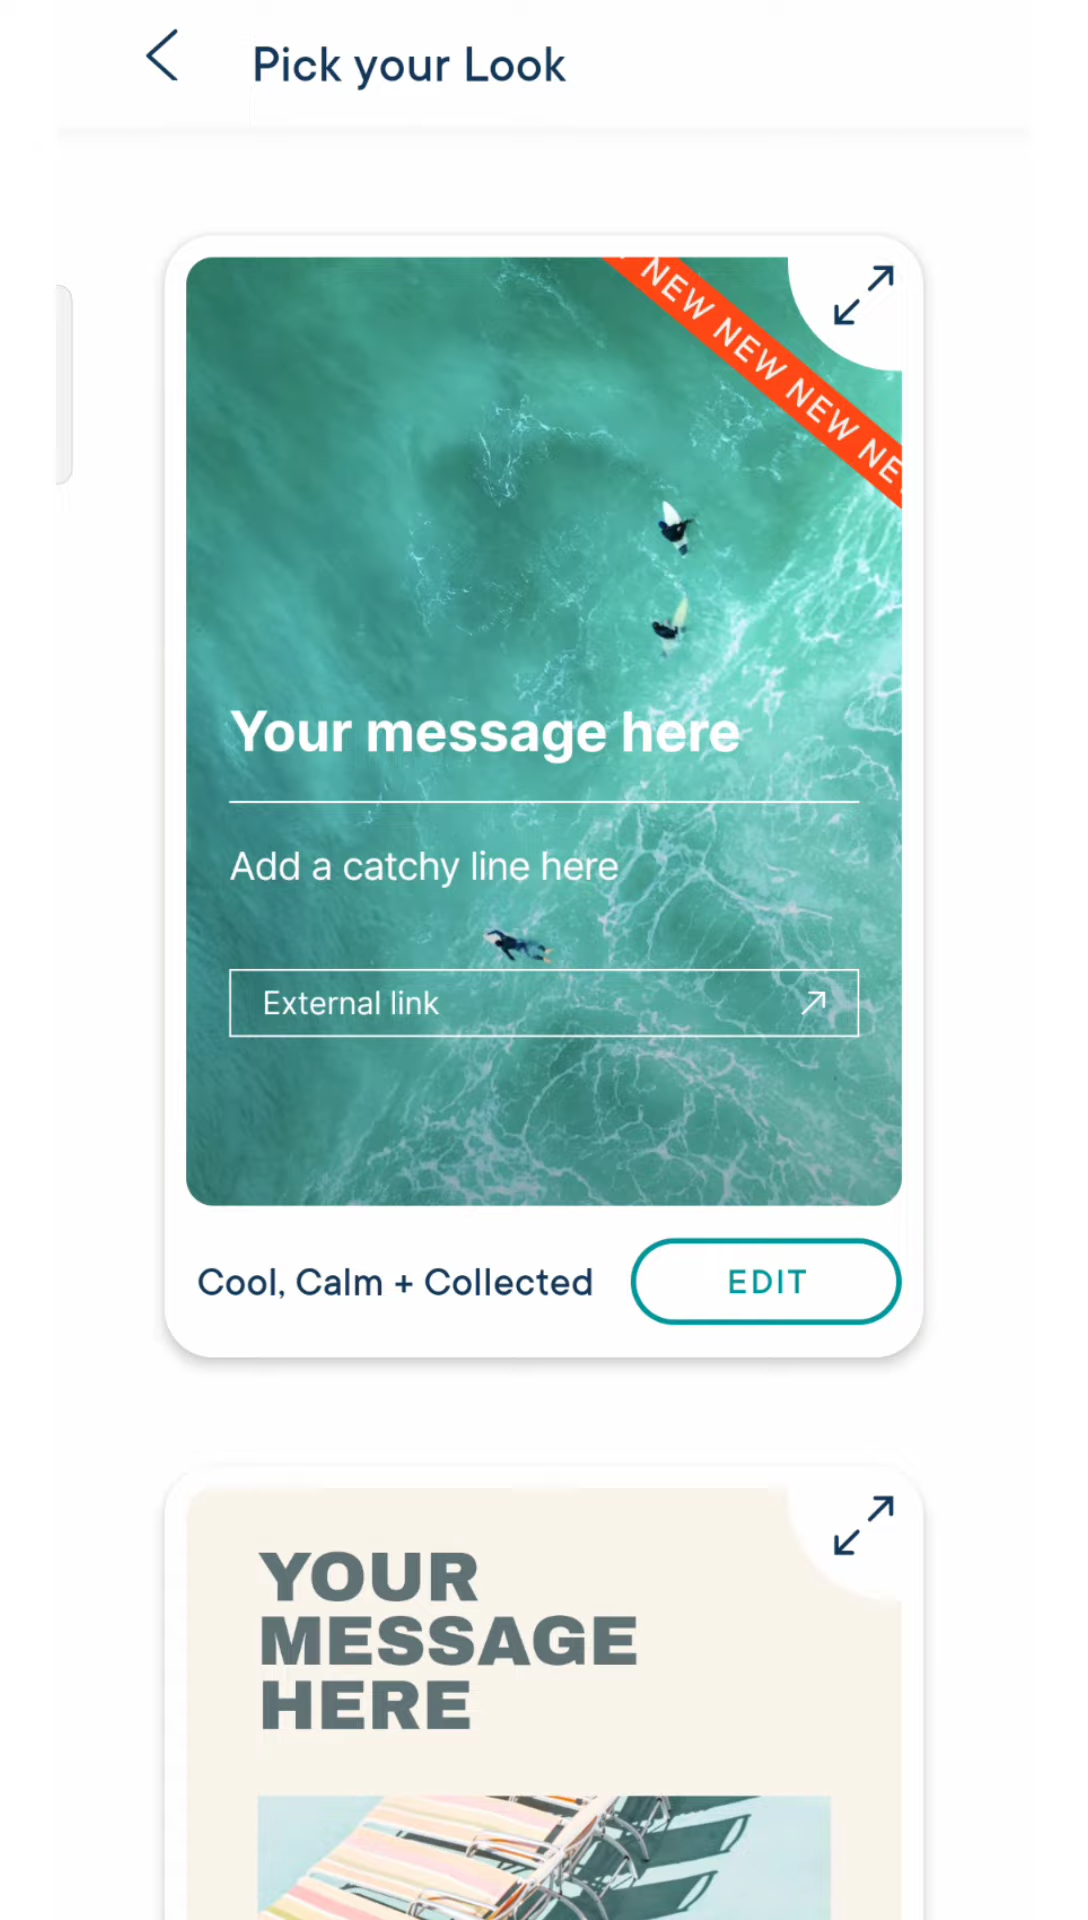 Pick your Look
NEW NEW NEW NEW
Your message here
Add a catchy line here
External link
Cool, Calm + Collected
EDIT
YOUR
MESSAGE
HERE